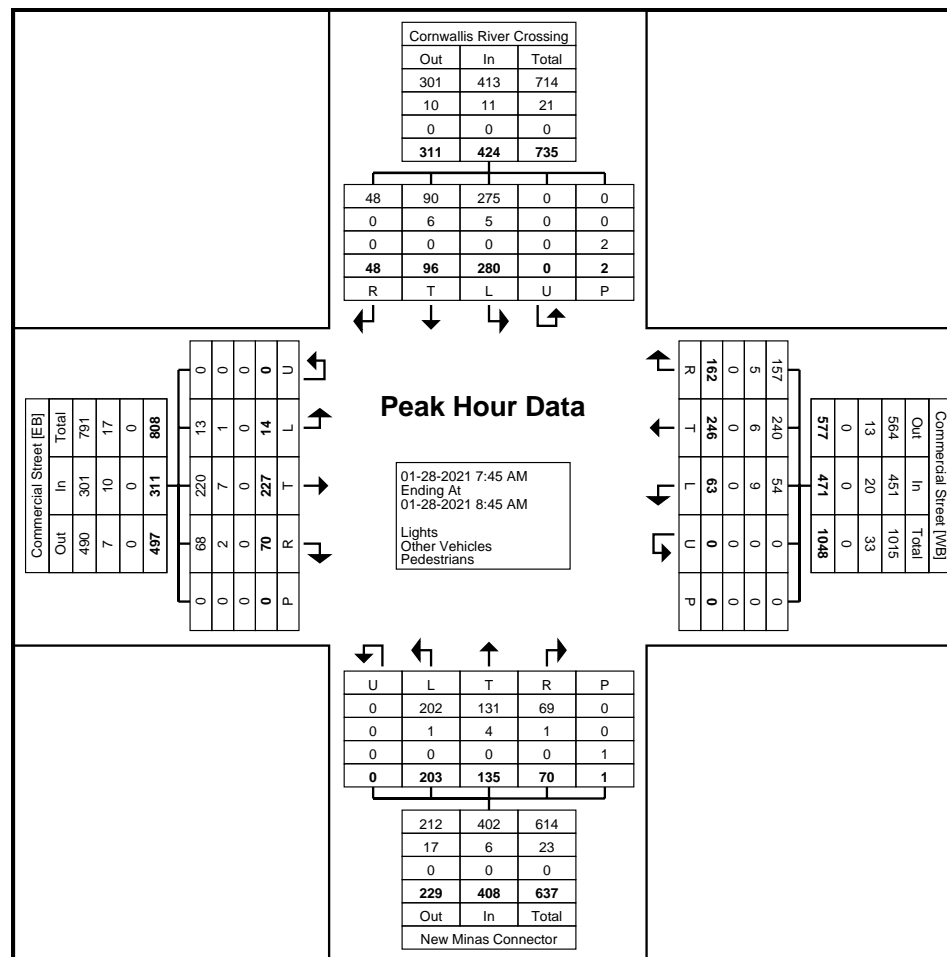 Cornwallis River Crossing
Out In Total
301 413 714
10 11 21
0 0 0
311 424 735
48 90 275 0 0
0 6 5 0 0
0 0 0 0 2
48 96 280 0 2
R T L U P
Commercial Street [EB]
Total In Out
791 301 490
17 10 7
0 0 0
808 311 497
0 13 220 68 0
0 1 7 2 0
0 0 0 0 0
0 14 227 70 0
U L T R P
Peak Hour Data
01-28-2021 7:45 AM
Ending At
01-28-2021 8:45 AM
Lights
Other Vehicles
Pedestrians
R T L U P
162 246 63 0 0
0 0 0 0 0
5 6 9 0 0
157 240 54 0 0
577 471 1048
0 0 0
13 20 33
564 451 1015
Out In Total
Commercial Street [WB]
U L T R P
0 202 131 69 0
0 1 4 1 0
0 0 0 0 1
0 203 135 70 1
212 402 614
17 6 23
0 0 0
229 408 637
Out In Total
New Minas Connector